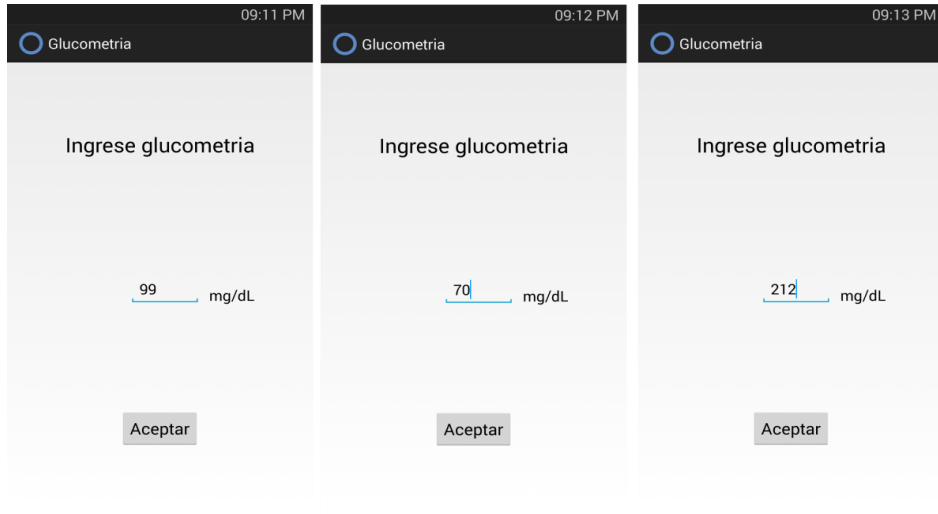 09:11 PM
Glucometria
Ingrese glucometria
99 mg/dL
Aceptar
09:12 PM
Glucometria
Ingrese glucometria
70 mg/dL
Aceptar
09:13 PM
Glucometria
Ingrese glucometria
212 mg/dL
Aceptar